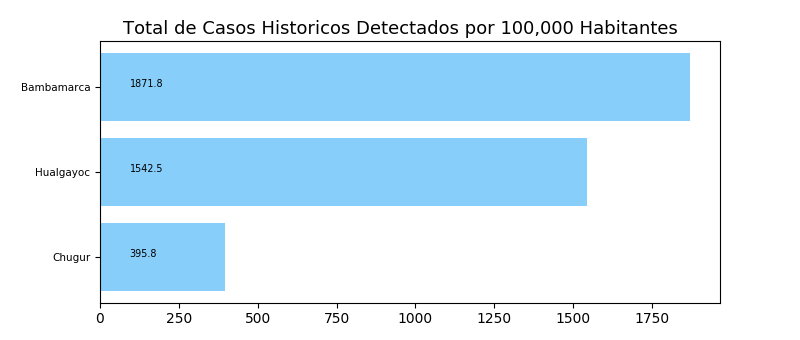 Total de Casos Historicos Detectados por 100,000 Habitantes
Bambamarca
1871.8
Hualgayoc
1542.5
Chugur
395.8
0 250 500 750 1000 1250 1500 1750